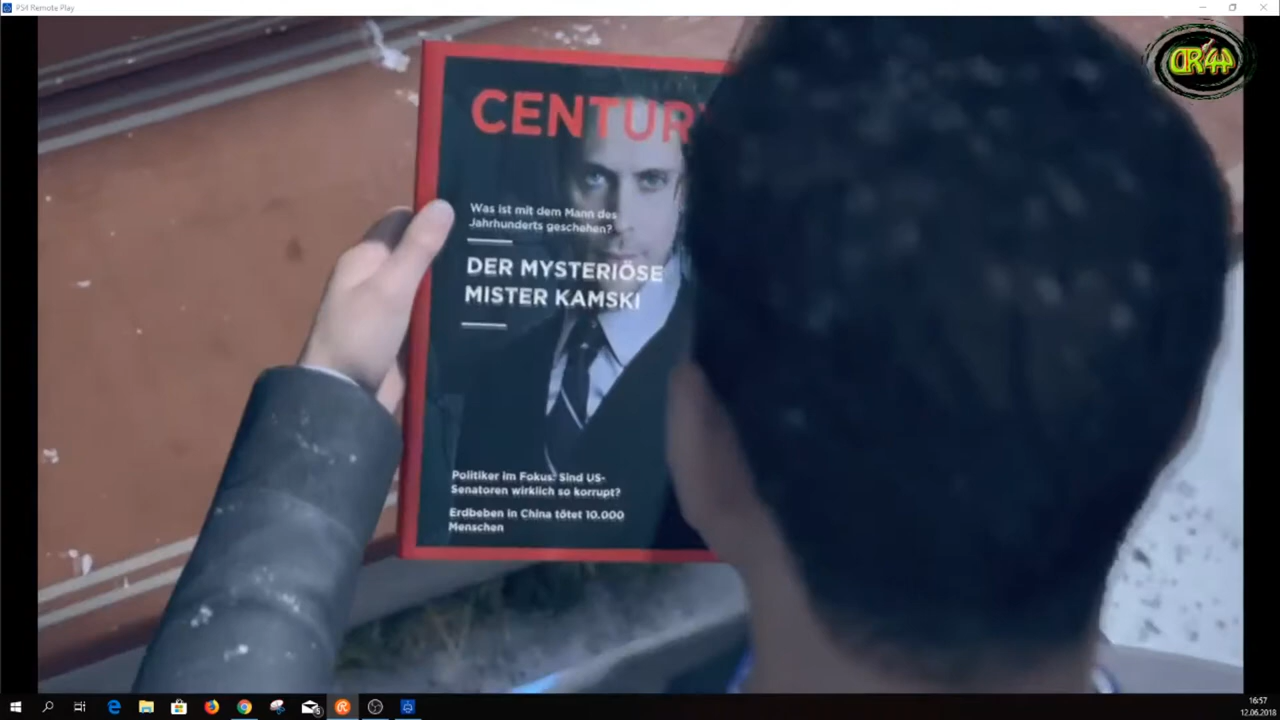 PS4 Remote Play
DR44
CENTUR
Was ist mit dem Mann des
Jahrhunderts geschehen?
DER MYSTERIÖSE
MISTER KAMSKI
Politiker im Fokus: Sind US-
Senatoren wirklich so korrupt?
Erdbeben in China tötet 10.000
Menschen
16:57
12.06.2018